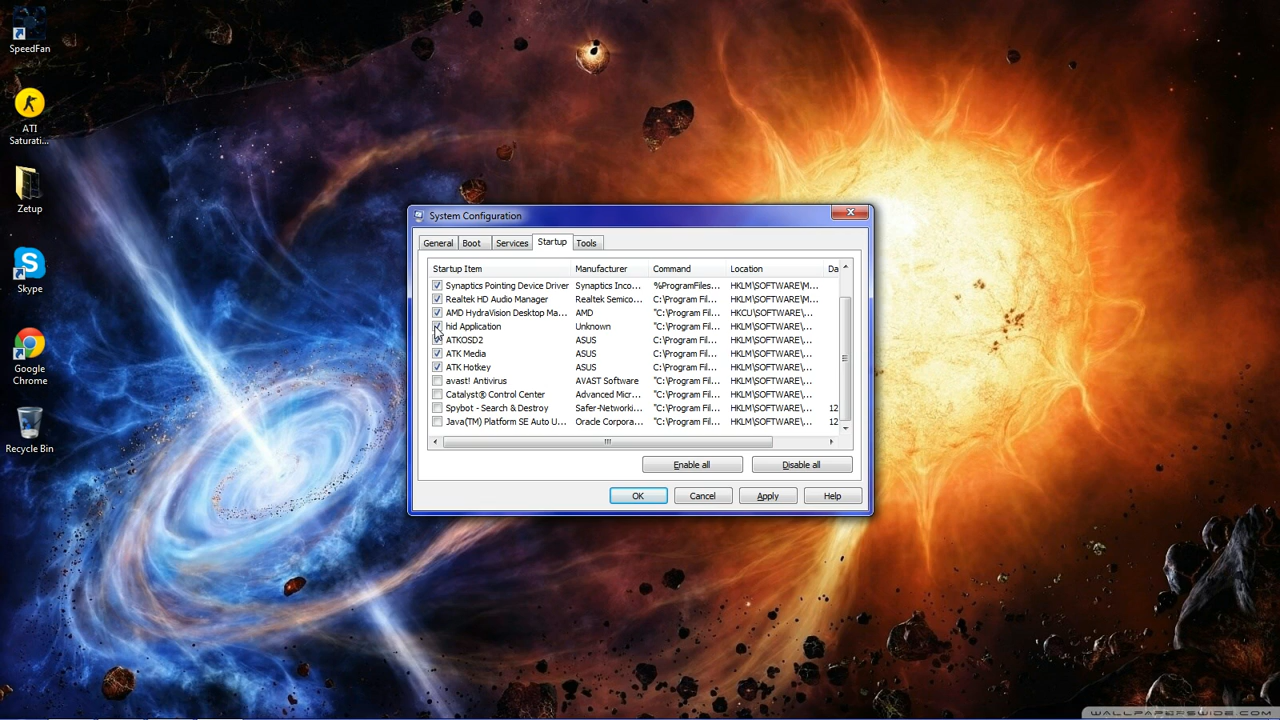 SpeedFan
ATI
Saturati...
Zetup
Skype
Google
Chrome
Recycle Bin
System Configuration
General Boot Services Startup Tools
Startup Item Manufacturer Command Location Da
Synaptics Pointing Device Driver Synaptics Inco... %ProgramFiles... HKLM\SOFTWARE\M...
Realtek HD Audio Manager Realtek Semico... C:\Program Fil... HKLM\SOFTWARE\M...
AMD HydraVision Desktop Ma... AMD "C:\Program Fil... HKCU\SOFTWARE\...
hid Application Unknown "C:\Program Fil... HKLM\SOFTWARE\...
ATKOSD2 ASUS C:\Program Fil... HKLM\SOFTWARE\...
ATK Media ASUS C:\Program Fil... HKLM\SOFTWARE\...
ATK Hotkey ASUS "C:\Program Fil... HKLM\SOFTWARE\...
avast! Antivirus AVAST Software "C:\Program Fil... HKLM\SOFTWARE\...
Catalyst® Control Center Advanced Micr... "C:\Program Fil... HKLM\SOFTWARE\...
Spybot - Search & Destroy Safer-Networki... "C:\Program Fil... HKLM\SOFTWARE\... 12
Java(TM) Platform SE Auto U... Oracle Corpora... "C:\Program Fil... HKLM\SOFTWARE\... 12
Enable all Disable all
OK Cancel Apply Help
WALLPAPERSWIDE.COM